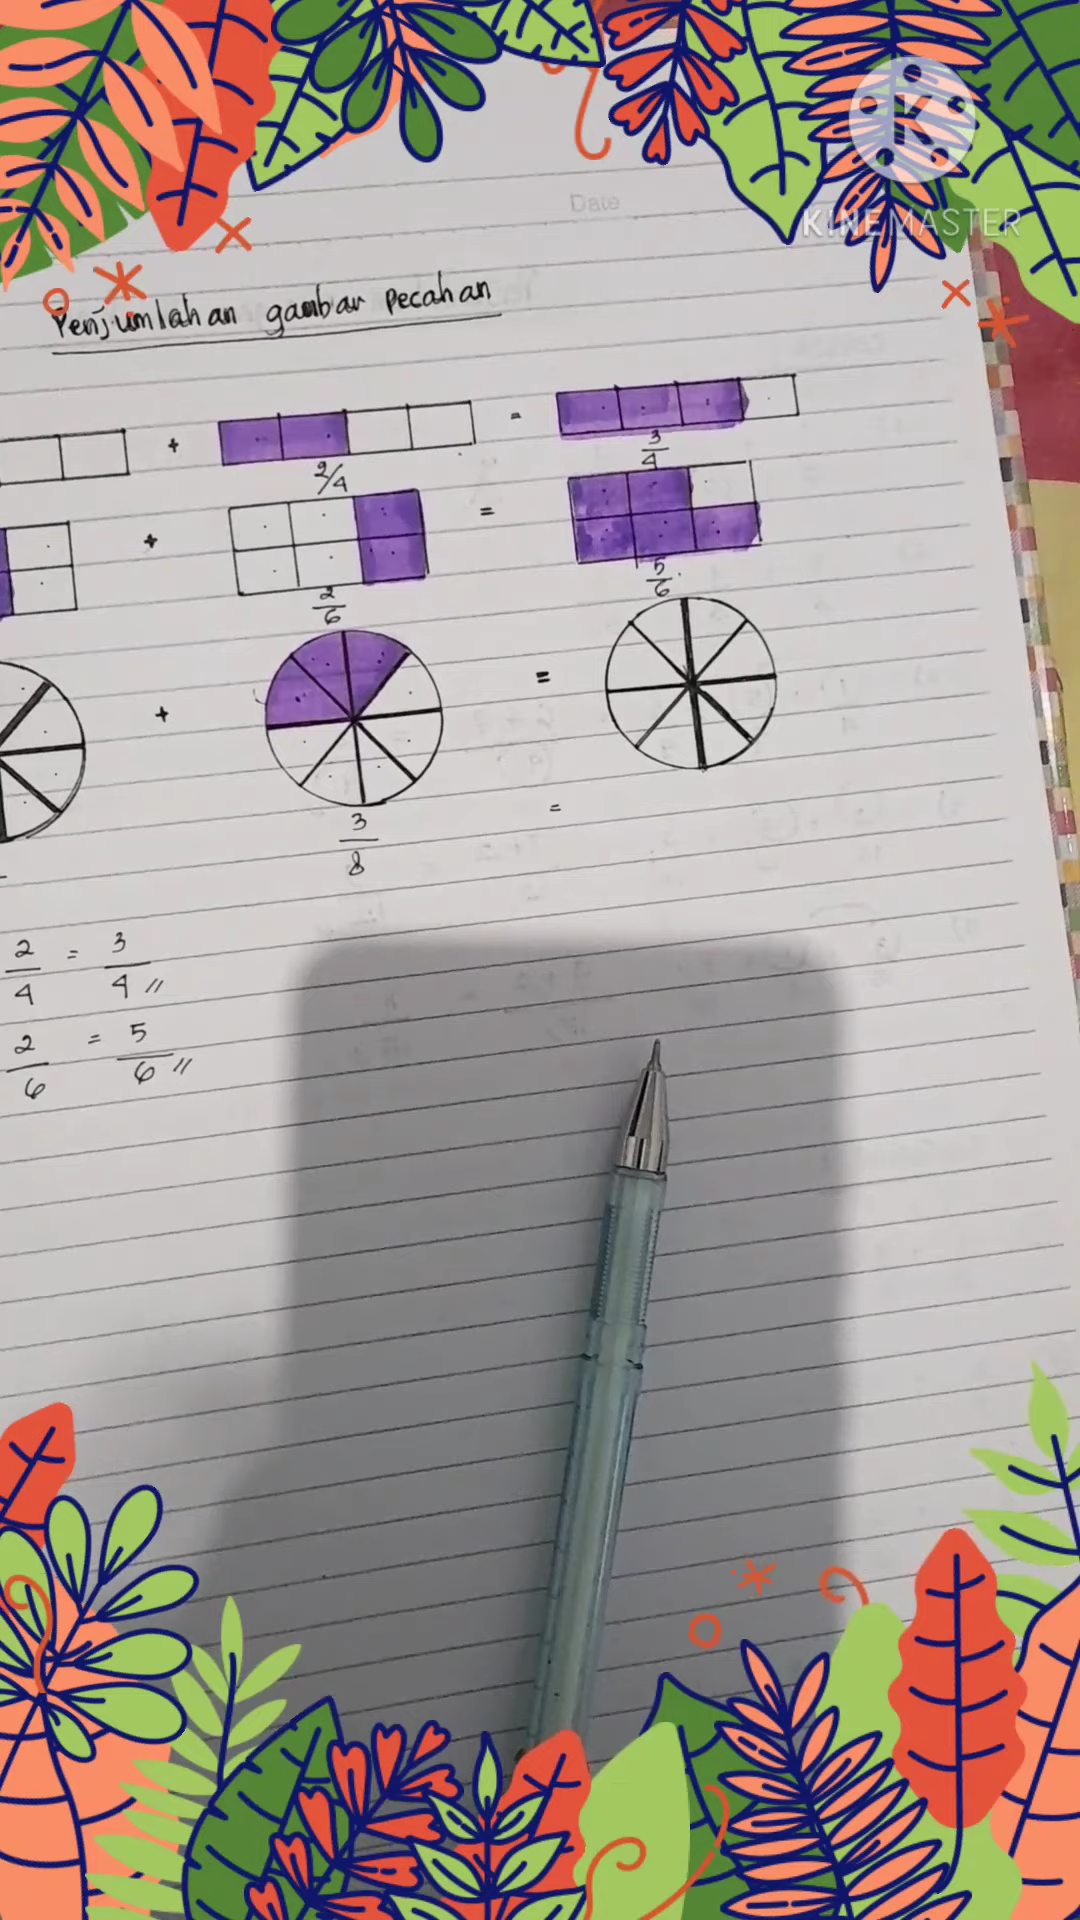 K
KINEMASTER
Date
Penjumlahan gambar pecahan
+ =
2/4 3/4
+ =
2/6 5/6
+ =
3/8 =
2/4 = 3/4 //
2/6 = 5/6 //